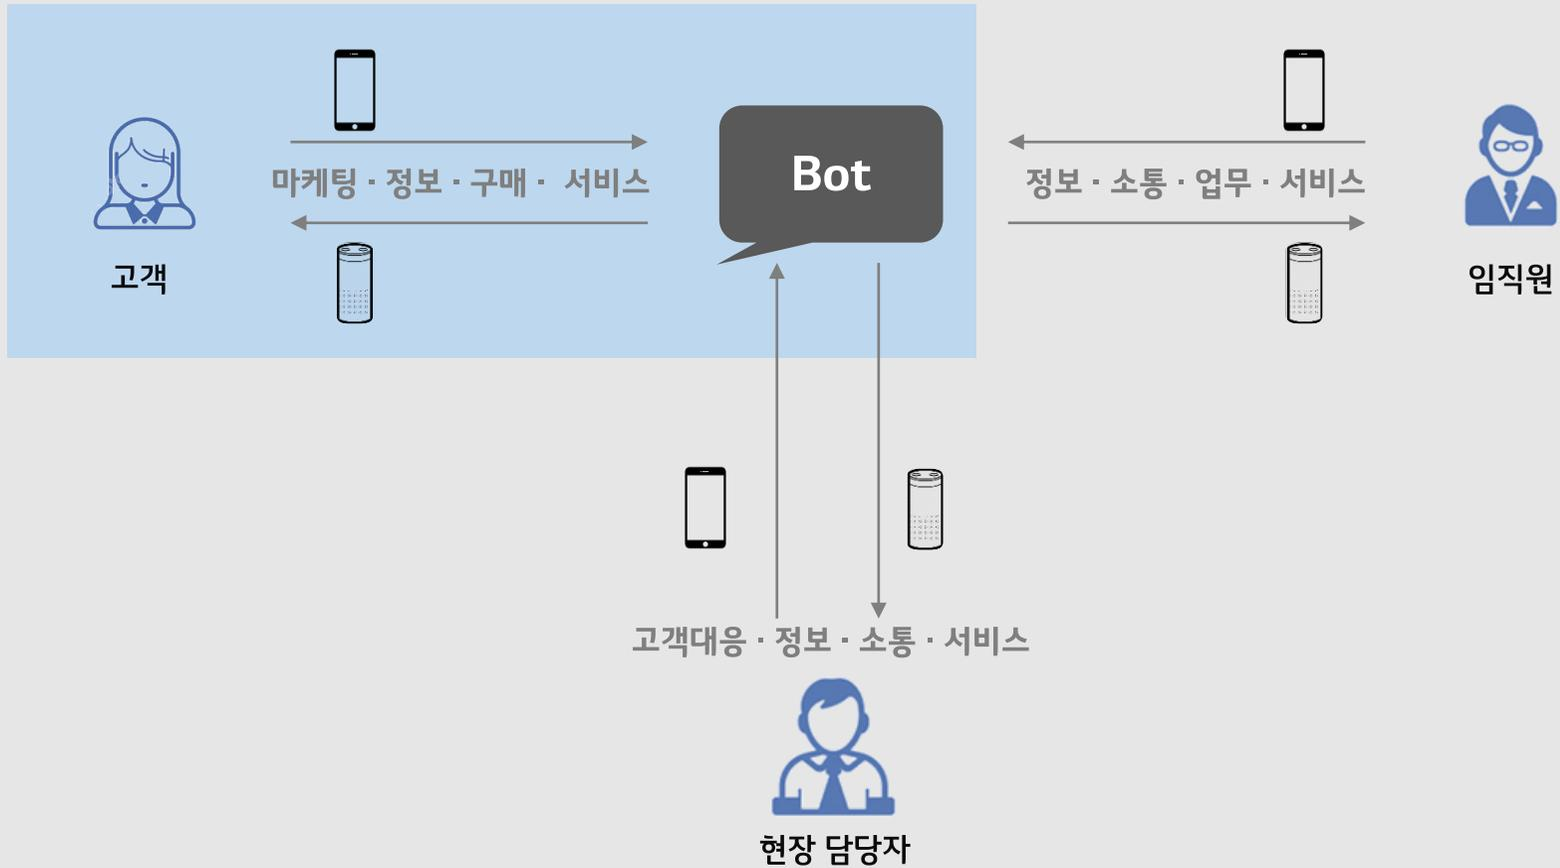 마케팅 · 정보 · 구매 · 서비스
Bot
정보 · 소통 · 업무 · 서비스
고객
임직원
고객대응 · 정보 · 소통 · 서비스
현장 담당자